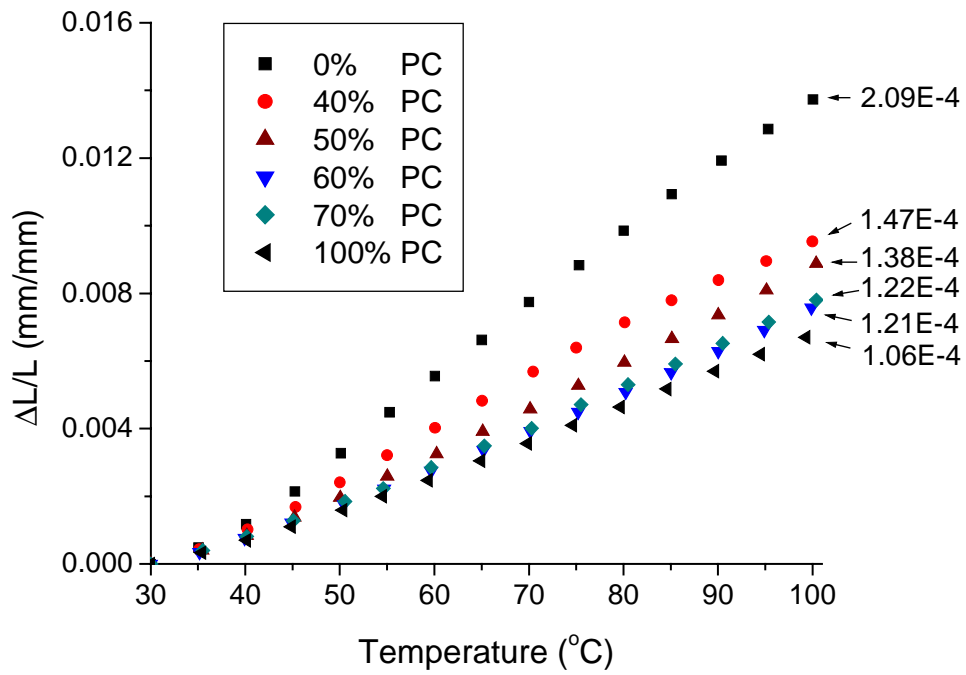 0.016
0.012
0.008
0.004
0.000
ΔL/L (mm/mm)
0% PC
40% PC
50% PC
60% PC
70% PC
100% PC
2.09E-4
1.47E-4
1.38E-4
1.22E-4
1.21E-4
1.06E-4
30 40 50 60 70 80 90 100
Temperature (°C)